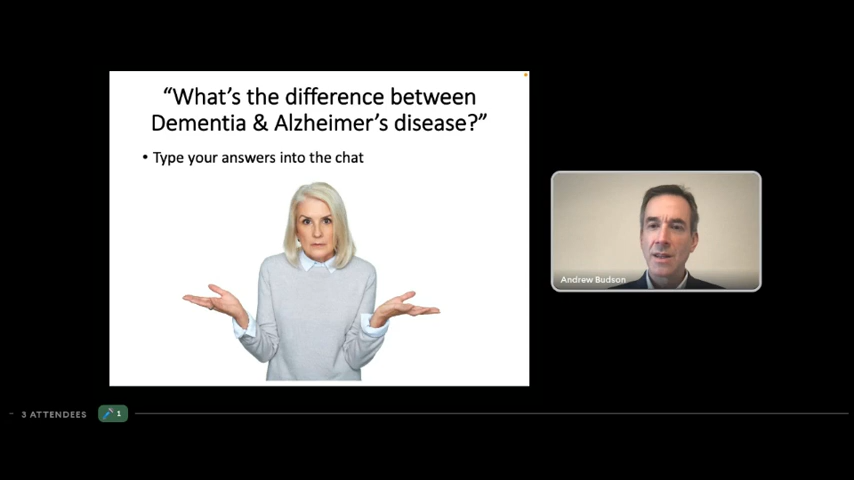 “What’s the difference between
Dementia & Alzheimer’s disease?”
• Type your answers into the chat
Andrew Budson
3 ATTENDEES
1